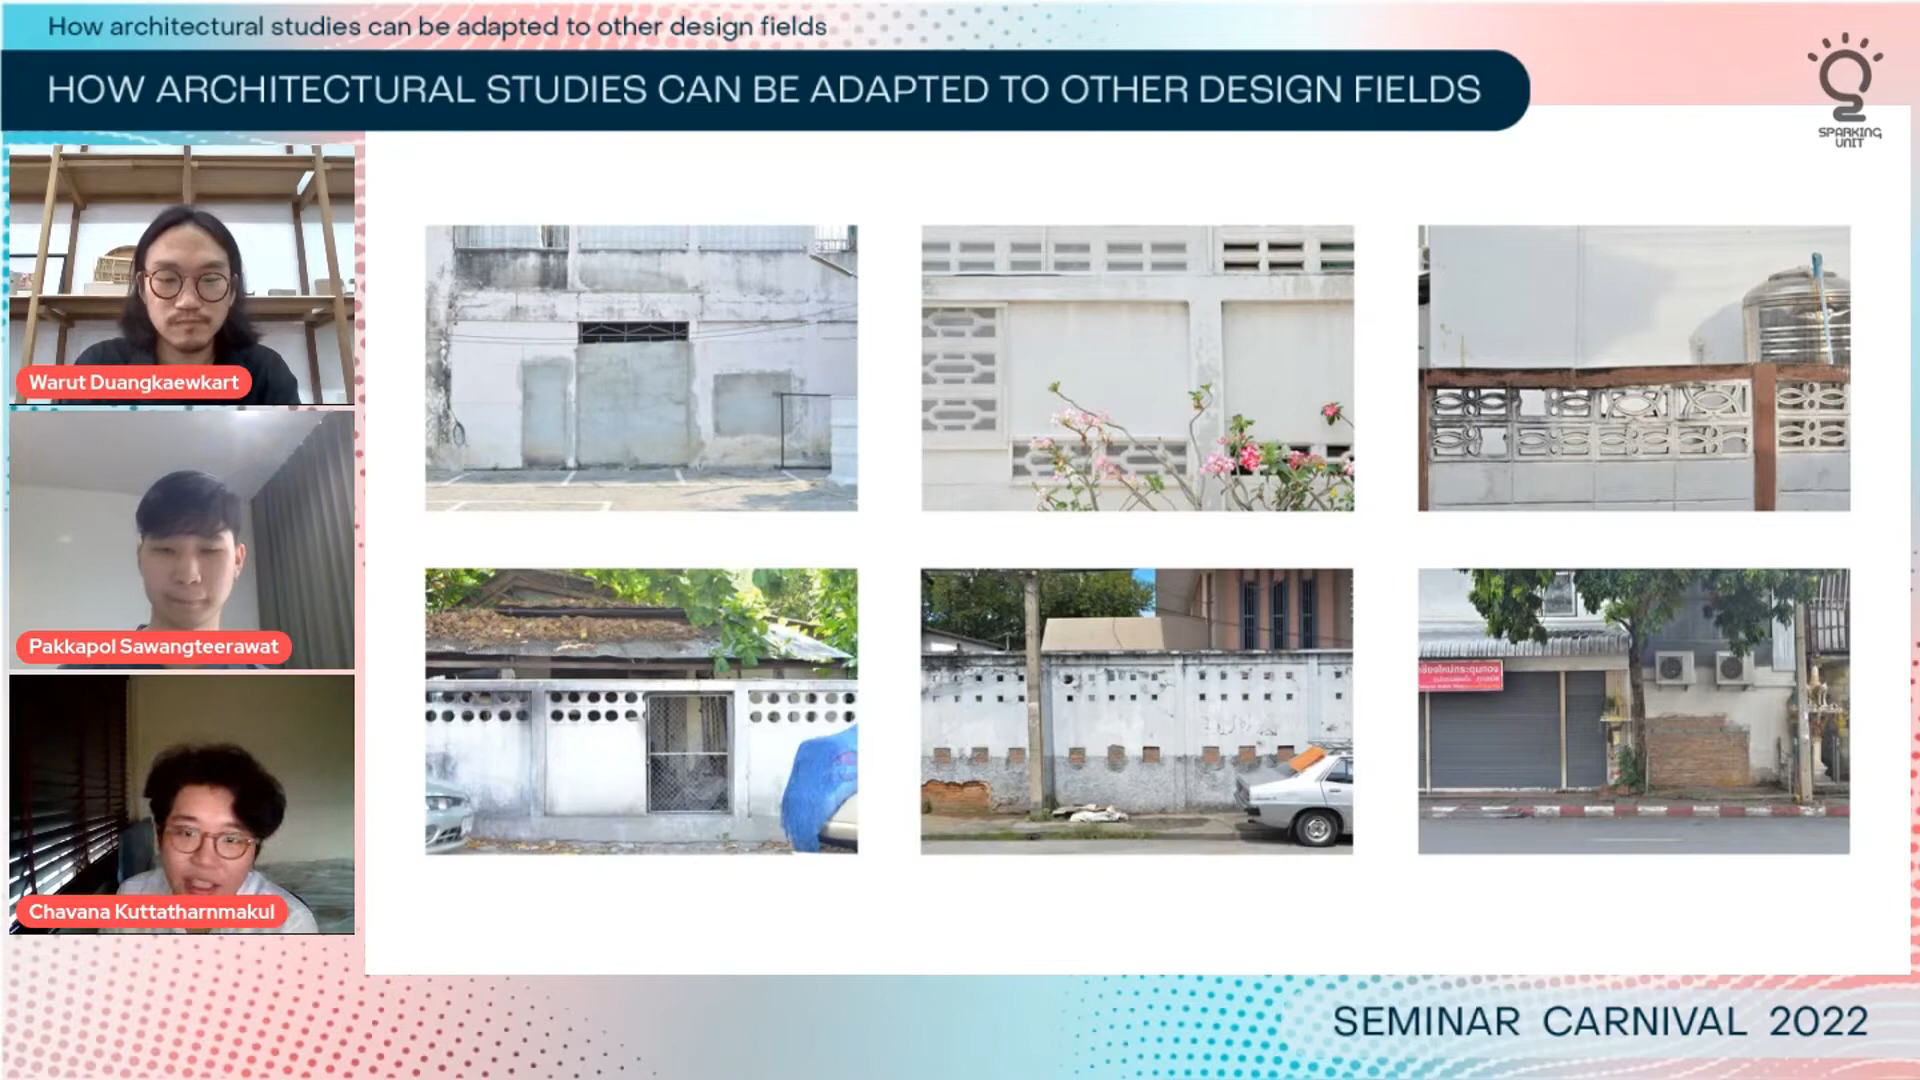 How architectural studies can be adapted to other design fields
HOW ARCHITECTURAL STUDIES CAN BE ADAPTED TO OTHER DESIGN FIELDS
SPARKING
UNIT
Warut Duangkaewkart
Pakkapol Sawangteerawat
Chavana Kuttatharnmakul
SEMINAR CARNIVAL 2022